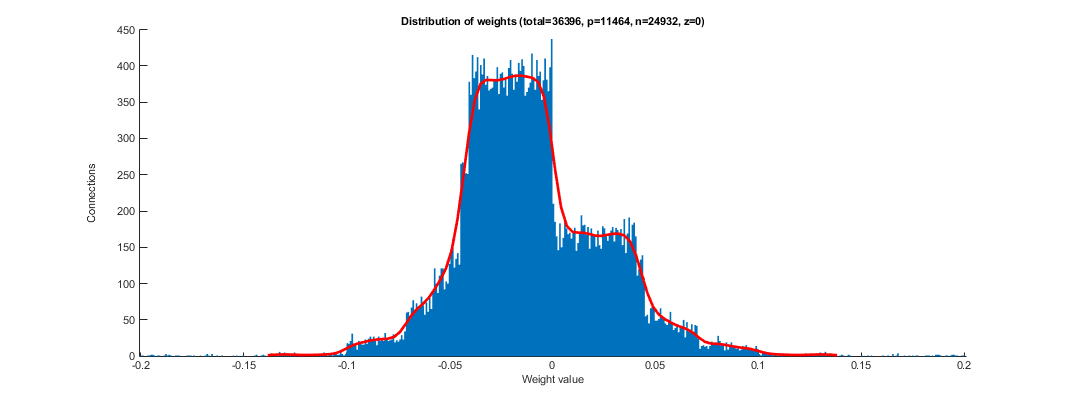 Distribution of weights (total=36396, p=11464, n=24932, z=0)
450
400
350
300
250
200
150
100
50
0
Connections
-0.2 -0.15 -0.1 -0.05 0 0.05 0.1 0.15 0.2
Weight value